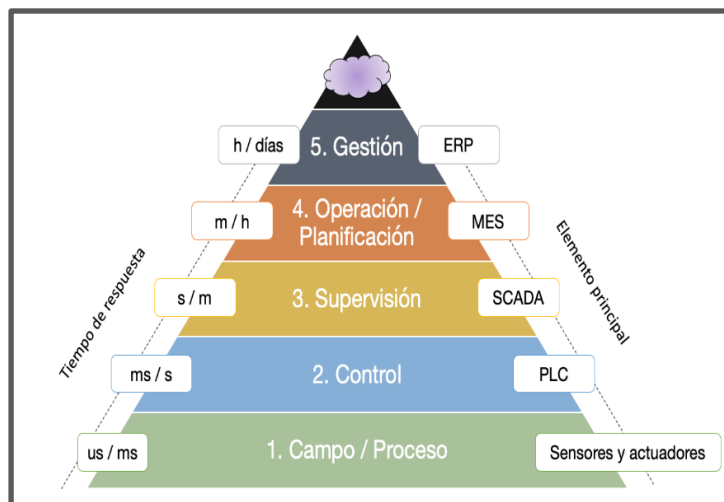 h / días
5. Gestión
ERP
m / h
4. Operación /
Planificación
MES
s / m
3. Supervisión
SCADA
ms / s
2. Control
PLC
us / ms
1. Campo / Proceso
Sensores y actuadores
Tiempo de respuesta
Elemento principal